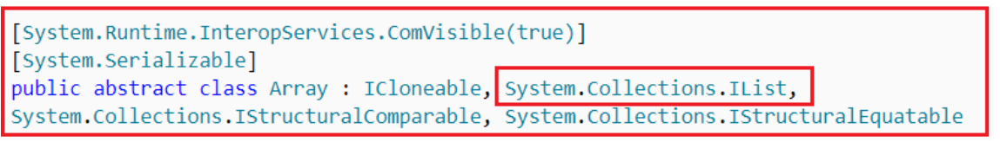 [System.Runtime.InteropServices.ComVisible(true)]
[System.Serializable]
public abstract class Array : ICloneable, System.Collections.IList,
System.Collections.IStructuralComparable, System.Collections.IStructuralEquatable